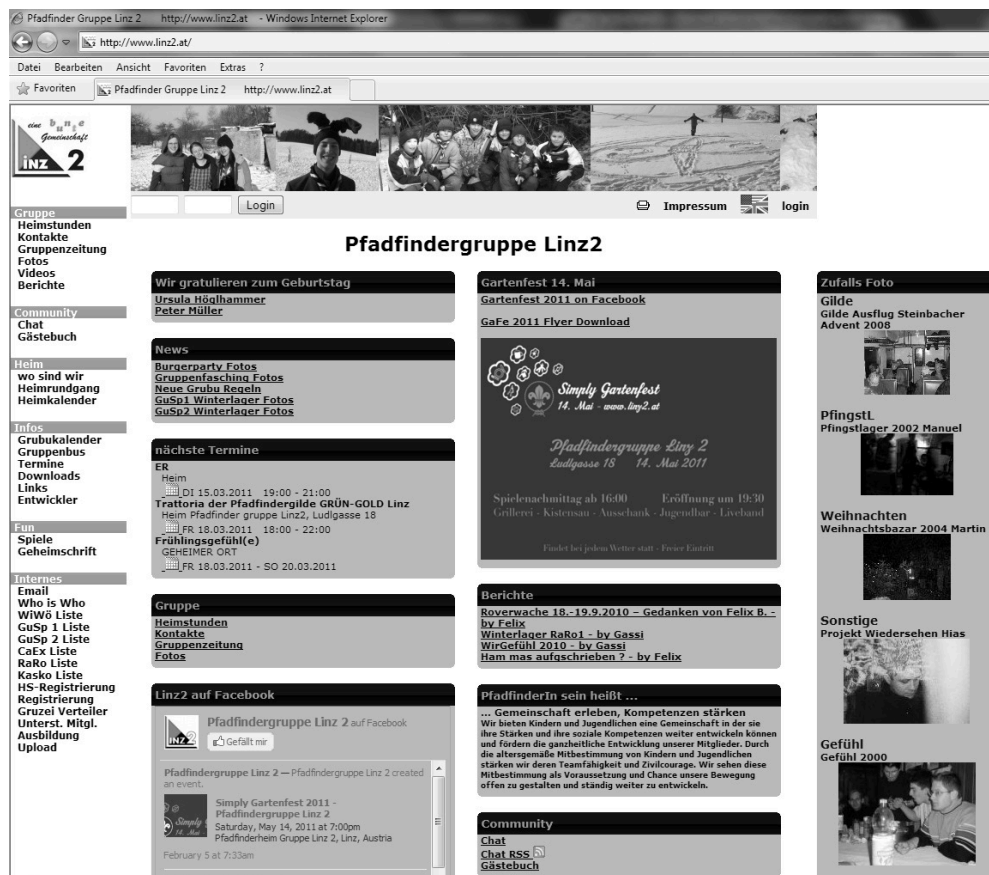 Pfadfinder Gruppe Linz 2 http://www.linz2.at - Windows Internet Explorer
http://www.linz2.at/
Datei Bearbeiten Ansicht Favoriten Extras ?
Favoriten Pfadfinder Gruppe Linz 2 http://www.linz2.at
eine bunte
Gemeinschaft
iNZ 2
Login
Impressum login
Pfadfindergruppe Linz2
Gruppe
Heimstunden
Kontakte
Gruppenzeitung
Fotos
Videos
Berichte
Community
Chat
Gästebuch
Heim
wo sind wir
Heimrundgang
Heimkalender
Infos
Grubukalender
Gruppenbus
Termine
Downloads
Links
Entwickler
Fun
Spiele
Geheimschrift
Internes
Email
Who is Who
WiWö Liste
GuSp 1 Liste
GuSp 2 Liste
CaEx Liste
RaRo Liste
Kasko Liste
HS-Registrierung
Registrierung
Gruzei Verteiler
Unterst. Mitgl.
Ausbildung
Upload
Wir gratulieren zum Geburtstag
Ursula Höglhammer
Peter Müller
News
Burgerparty Fotos
Gruppenfasching Fotos
Neue Grubu Regeln
GuSp1 Winterlager Fotos
GuSp2 Winterlager Fotos
nächste Termine
ER
Heim
DI 15.03.2011 19:00 - 21:00
Trattoria der Pfadfindergilde GRÜN-GOLD Linz
Heim Pfadfinder gruppe Linz2, Ludlgasse 18
FR 18.03.2011 18:00 - 22:00
Frühlingsgefühl(e)
GEHEIMER ORT
FR 18.03.2011 - SO 20.03.2011
Gruppe
Heimstunden
Kontakte
Gruppenzeitung
Fotos
Linz2 auf Facebook
iNZ 2
Pfadfindergruppe Linz 2 auf Facebook
Gefällt mir
Pfadfindergruppe Linz 2 — Pfadfindergruppe Linz 2 created
an event.
Simply
14. Mai
Simply Gartenfest 2011 -
Pfadfindergruppe Linz 2
Saturday, May 14, 2011 at 7:00pm
Pfadfinderheim Gruppe Linz 2, Linz, Austria
February 5 at 7:33am
Gartenfest 14. Mai
Gartenfest 2011 on Facebook
GaFe 2011 Flyer Download
Simply Gartenfest
14. Mai - www.linz2.at
Pfadfindergruppe Linz 2
Ludlgasse 18 14. Mai 2011
Spielenachmittag ab 16:00 Eröffnung um 19:30
Grillerei - Kistensau - Ausschank - Jugendbar - Liveband
Findet bei jedem Wetter statt - Freier Eintritt
Berichte
Roverwache 18.-19.9.2010 – Gedanken von Felix B. -
by Felix
Winterlager RaRo1 - by Gassi
WirGefühl 2010 - by Gassi
Ham mas aufgschrieben ? - by Felix
PfadfinderIn sein heißt ...
... Gemeinschaft erleben, Kompetenzen stärken
Wir bieten Kindern und Jugendlichen eine Gemeinschaft in der sie
ihre Stärken und ihre soziale Kompetenzen weiter entwickeln können
und fördern die ganzheitliche Entwicklung unserer Mitglieder. Durch
die altersgemäße Mitbestimmung von Kindern und Jugendlichen
stärken wir deren Teamfähigkeit und Zivilcourage. Wir sehen diese
Mitbestimmung als Voraussetzung und Chance unsere Bewegung
offen zu gestalten und ständig weiter zu entwickeln.
Community
Chat
Chat RSS
Gästebuch
Zufalls Foto
Gilde
Gilde Ausflug Steinbacher
Advent 2008
PfingstL
Pfingstlager 2002 Manuel
Weihnachten
Weihnachtsbazar 2004 Martin
Sonstige
Projekt Wiedersehen Hias
Gefühl
Gefühl 2000